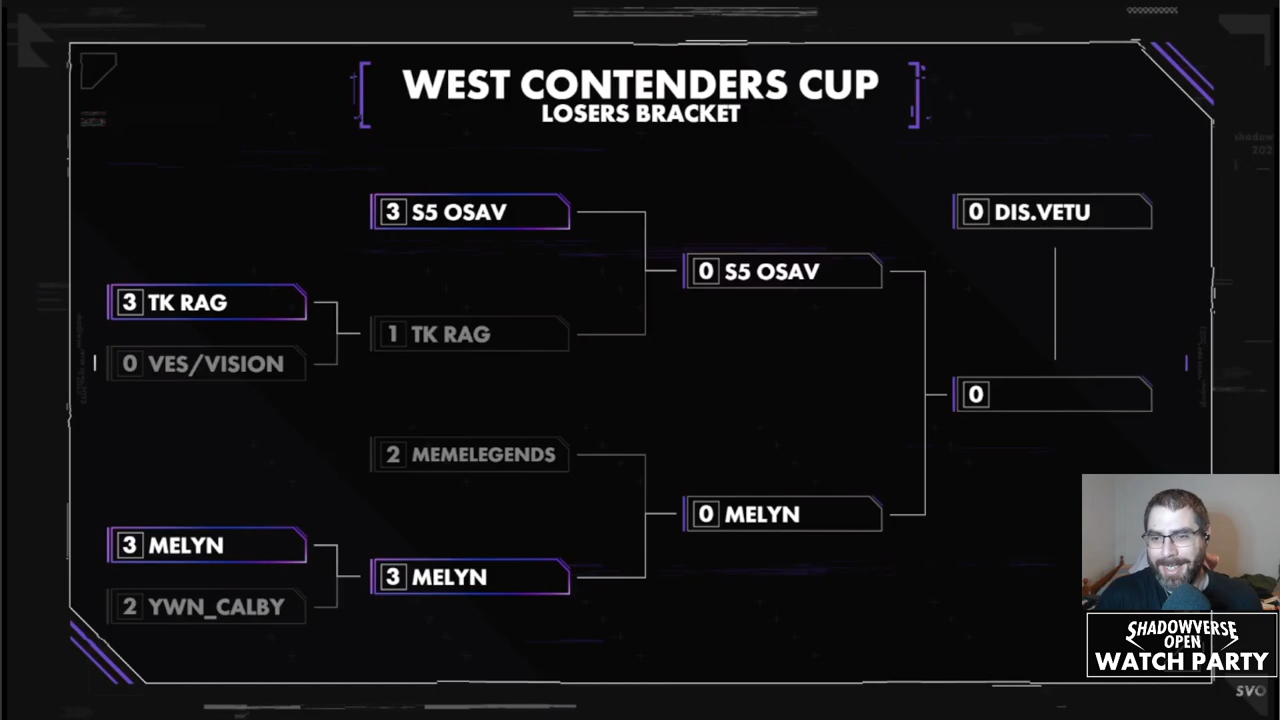 WEST CONTENDERS CUP
LOSERS BRACKET
3 S5 OSAV
0 DIS.VETU
0 S5 OSAV
3 TK RAG
1 TK RAG
0 VES/VISION
0
2 MEMELEGENDS
0 MELYN
3 MELYN
3 MELYN
2 YWN_CALBY
shadow
202
SHADOWVERSE
OPEN
WATCH PARTY
SVO